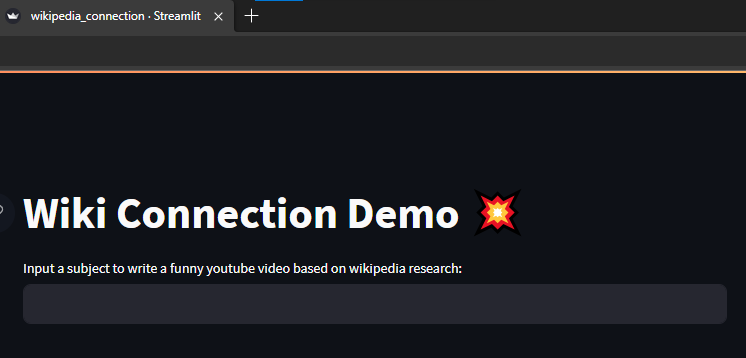 wikipedia_connection · Streamlit
Wiki Connection Demo 💥
Input a subject to write a funny youtube video based on wikipedia research: